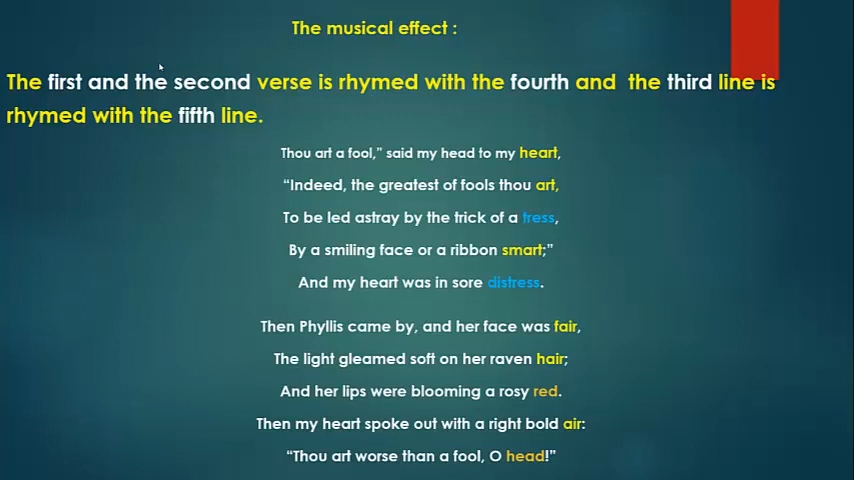 The musical effect :
The first and the second verse is rhymed with the fourth and the third line is
rhymed with the fifth line.
Thou art a fool,” said my head to my heart,
“Indeed, the greatest of fools thou art,
To be led astray by the trick of a tress,
By a smiling face or a ribbon smart;”
And my heart was in sore distress.
Then Phyllis came by, and her face was fair,
The light gleamed soft on her raven hair;
And her lips were blooming a rosy red.
Then my heart spoke out with a right bold air:
“Thou art worse than a fool, O head!”